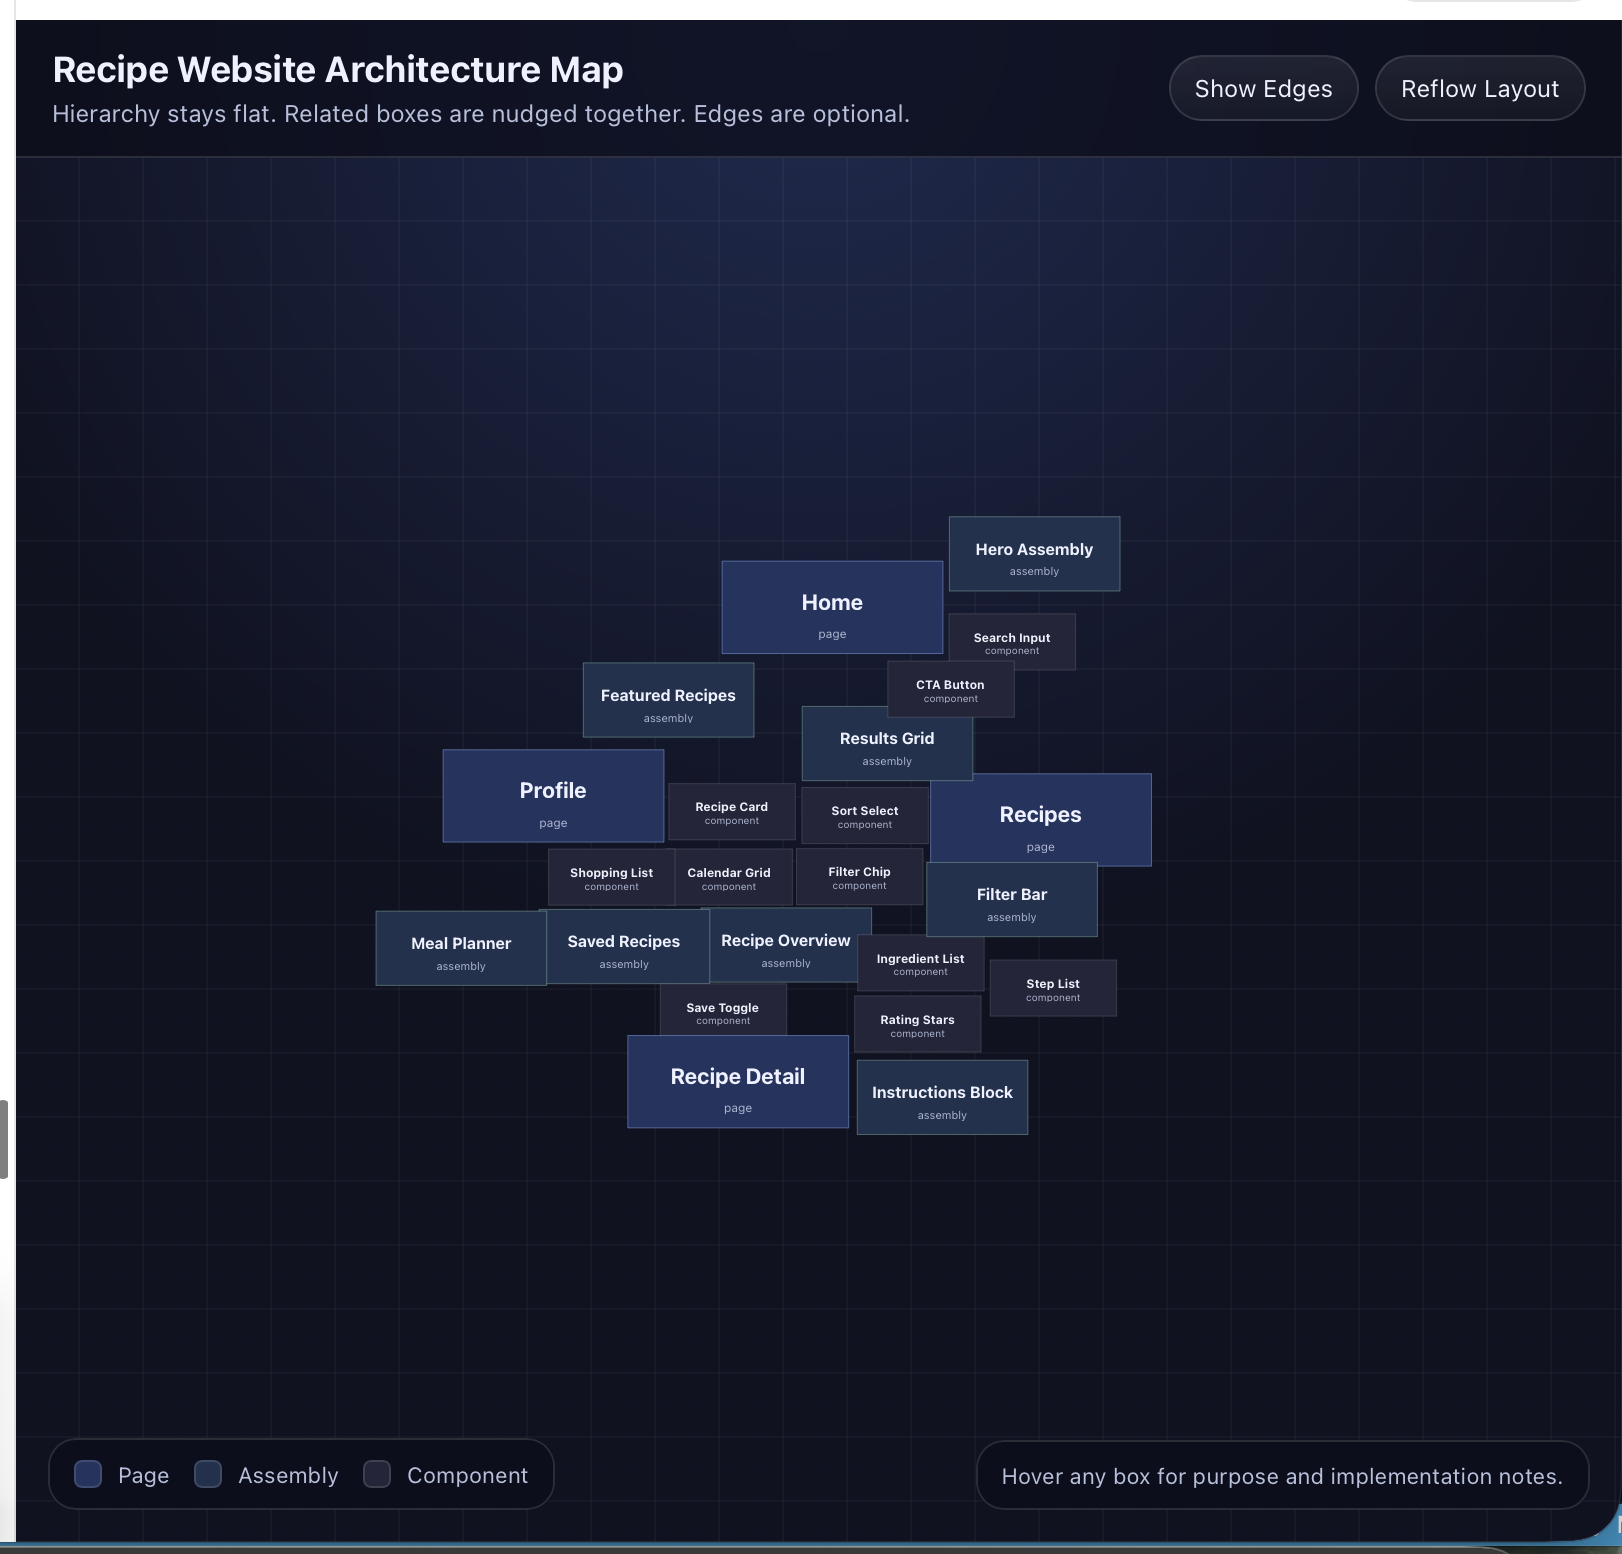 Recipe Website Architecture Map
Hierarchy stays flat. Related boxes are nudged together. Edges are optional.
Show Edges
Reflow Layout
Hero Assembly
assembly
Home
page
Search Input
component
CTA Button
component
Featured Recipes
assembly
Results Grid
assembly
Profile
page
Recipe Card
component
Sort Select
component
Recipes
page
Shopping List
component
Calendar Grid
component
Filter Chip
component
Filter Bar
assembly
Meal Planner
assembly
Saved Recipes
assembly
Recipe Overview
assembly
Ingredient List
component
Step List
component
Save Toggle
component
Rating Stars
component
Recipe Detail
page
Instructions Block
assembly
Page
Assembly
Component
Hover any box for purpose and implementation notes.